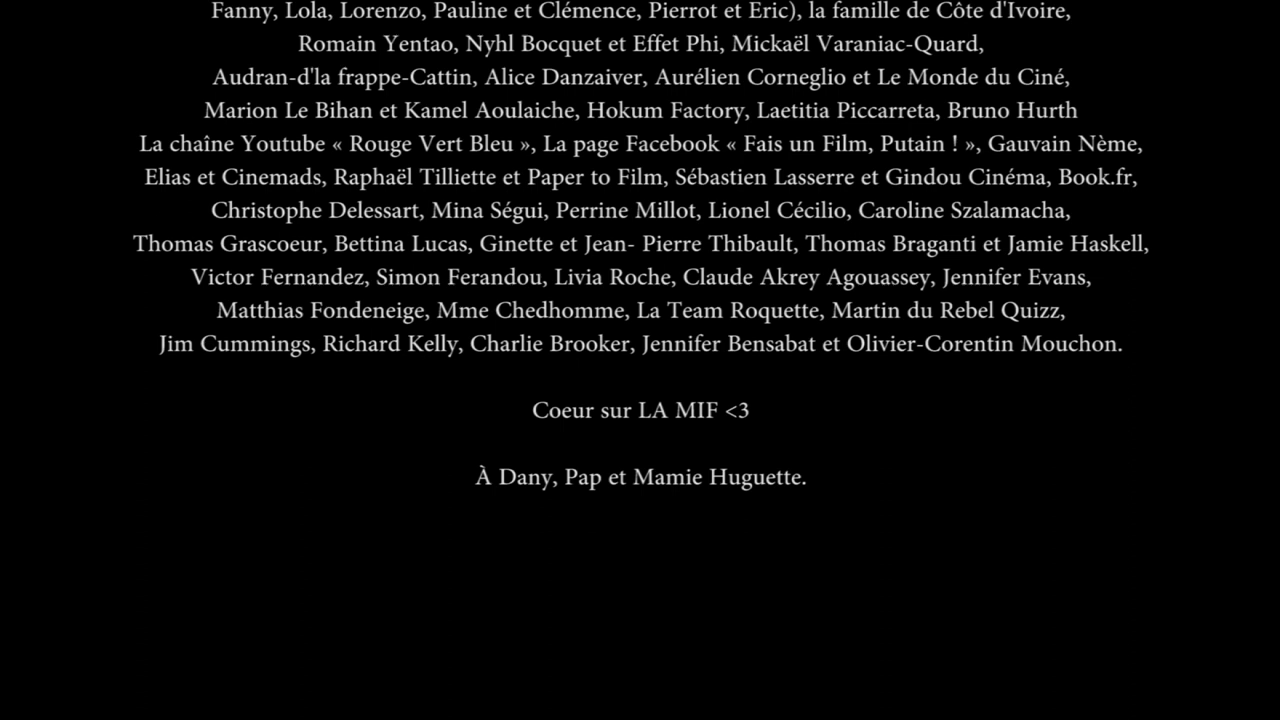 Fanny, Lola, Lorenzo, Pauline et Clémence, Pierrot et Eric), la famille de Côte d'Ivoire,
Romain Yentao, Nyhl Bocquet et Effet Phi, Mickaël Varaniac-Quard,
Audran-d'la frappe-Cattin, Alice Danzaiver, Aurélien Corneglio et Le Monde du Ciné,
Marion Le Bihan et Kamel Aoulaiche, Hokum Factory, Laetitia Piccarreta, Bruno Hurth
La chaîne Youtube « Rouge Vert Bleu », La page Facebook « Fais un Film, Putain ! », Gauvain Nème,
Elias et Cinemads, Raphaël Tilliette et Paper to Film, Sébastien Lasserre et Gindou Cinéma, Book.fr,
Christophe Delessart, Mina Ségui, Perrine Millot, Lionel Cécilio, Caroline Szalamacha,
Thomas Grascoeur, Bettina Lucas, Ginette et Jean- Pierre Thibault, Thomas Braganti et Jamie Haskell,
Victor Fernandez, Simon Ferandou, Livia Roche, Claude Akrey Agouassey, Jennifer Evans,
Matthias Fondeneige, Mme Chedhomme, La Team Roquette, Martin du Rebel Quizz,
Jim Cummings, Richard Kelly, Charlie Brooker, Jennifer Bensabat et Olivier-Corentin Mouchon.
Coeur sur LA MIF <3
À Dany, Pap et Mamie Huguette.